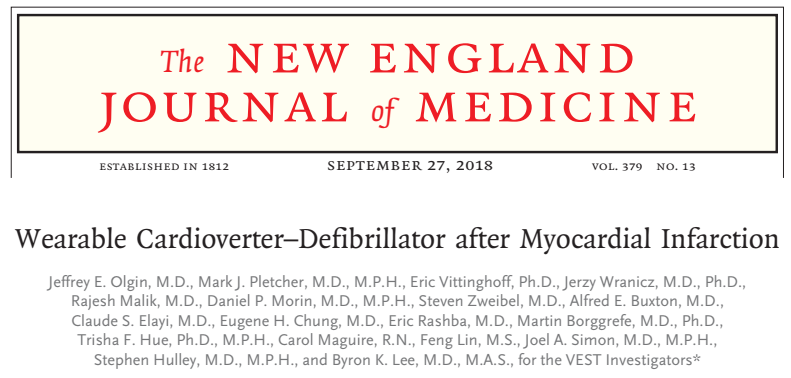 The NEW ENGLAND
JOURNAL of MEDICINE
ESTABLISHED IN 1812 SEPTEMBER 27, 2018 VOL. 379 NO. 13
Wearable Cardioverter–Defibrillator after Myocardial Infarction
Jeffrey E. Olgin, M.D., Mark J. Pletcher, M.D., M.P.H., Eric Vittinghoff, Ph.D., Jerzy Wranicz, M.D., Ph.D.,
Rajesh Malik, M.D., Daniel P. Morin, M.D., M.P.H., Steven Zweibel, M.D., Alfred E. Buxton, M.D.,
Claude S. Elayi, M.D., Eugene H. Chung, M.D., Eric Rashba, M.D., Martin Borggrefe, M.D., Ph.D.,
Trisha F. Hue, Ph.D., M.P.H., Carol Maguire, R.N., Feng Lin, M.S., Joel A. Simon, M.D., M.P.H.,
Stephen Hulley, M.D., M.P.H., and Byron K. Lee, M.D., M.A.S., for the VEST Investigators*